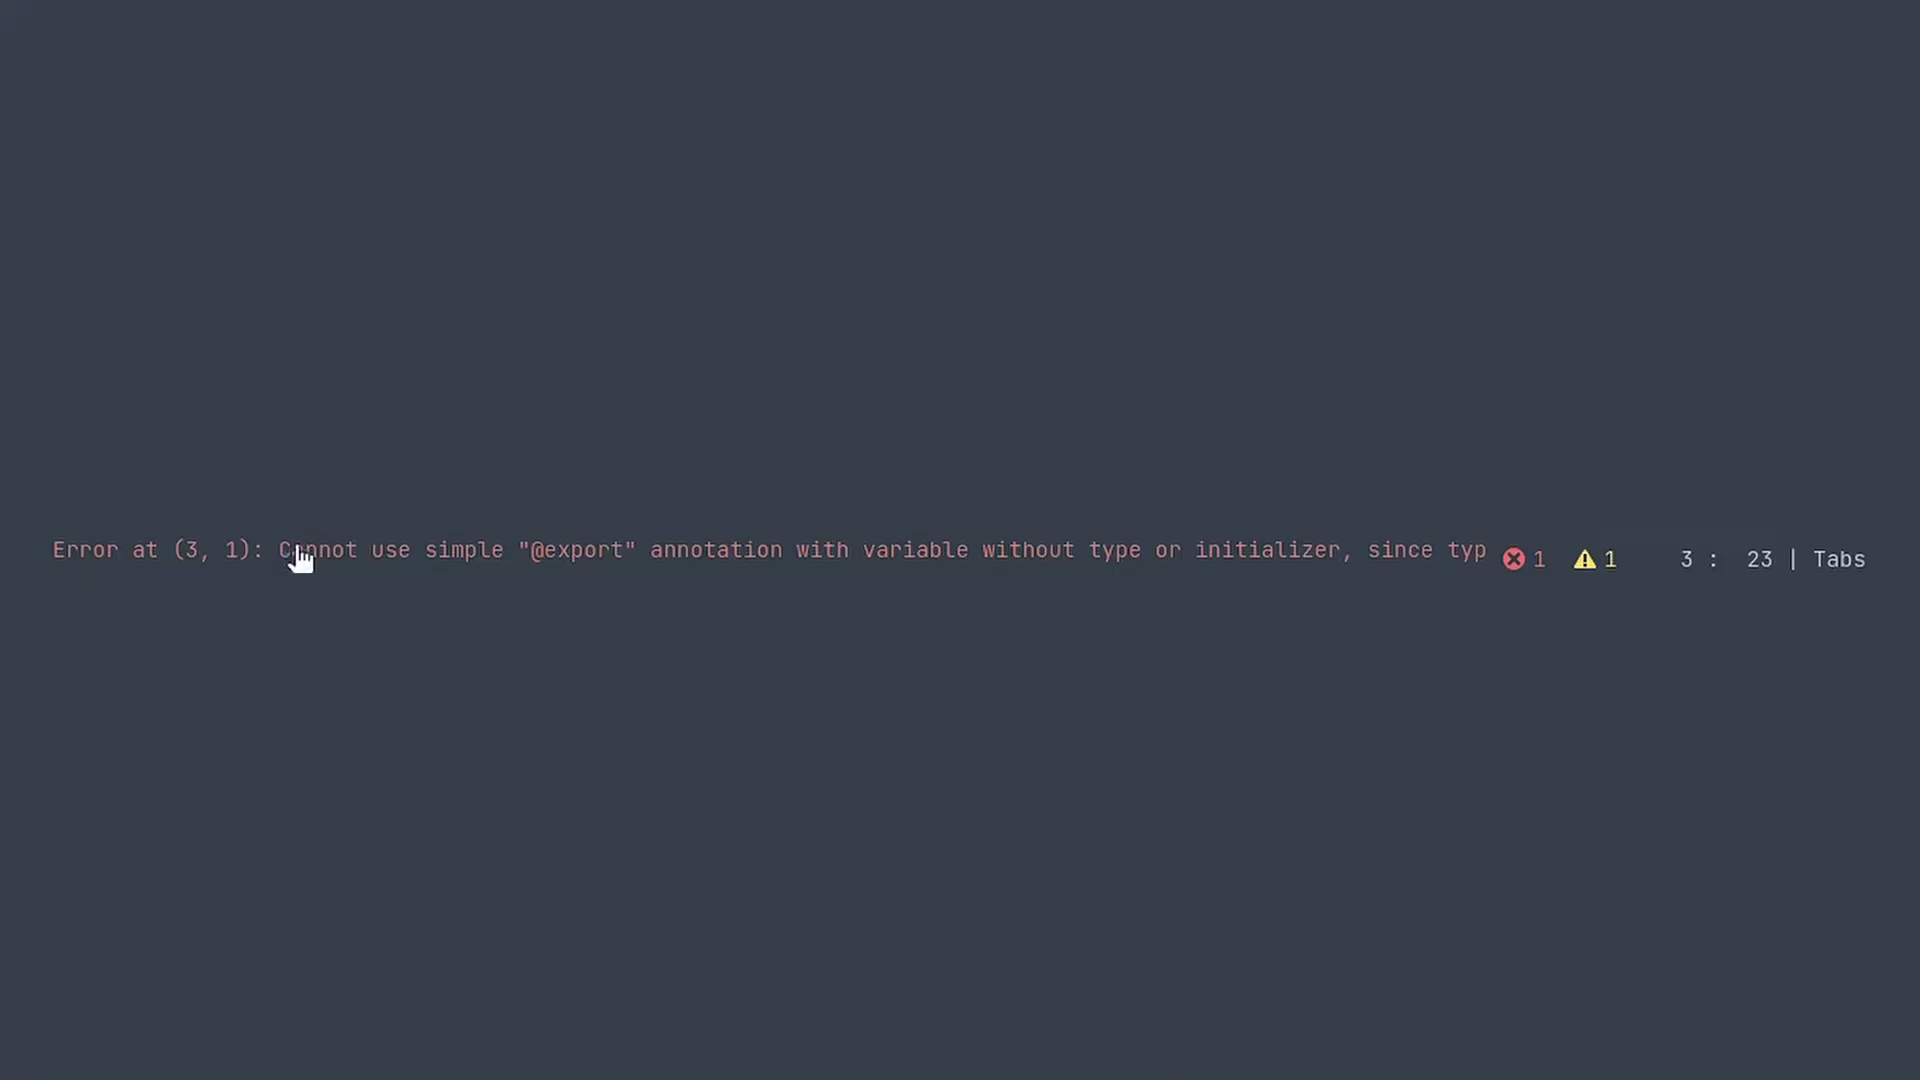 Error at (3, 1): Cannot use simple "@export" annotation with variable without type or initializer, since typ 1 1 3 : 23 | Tabs